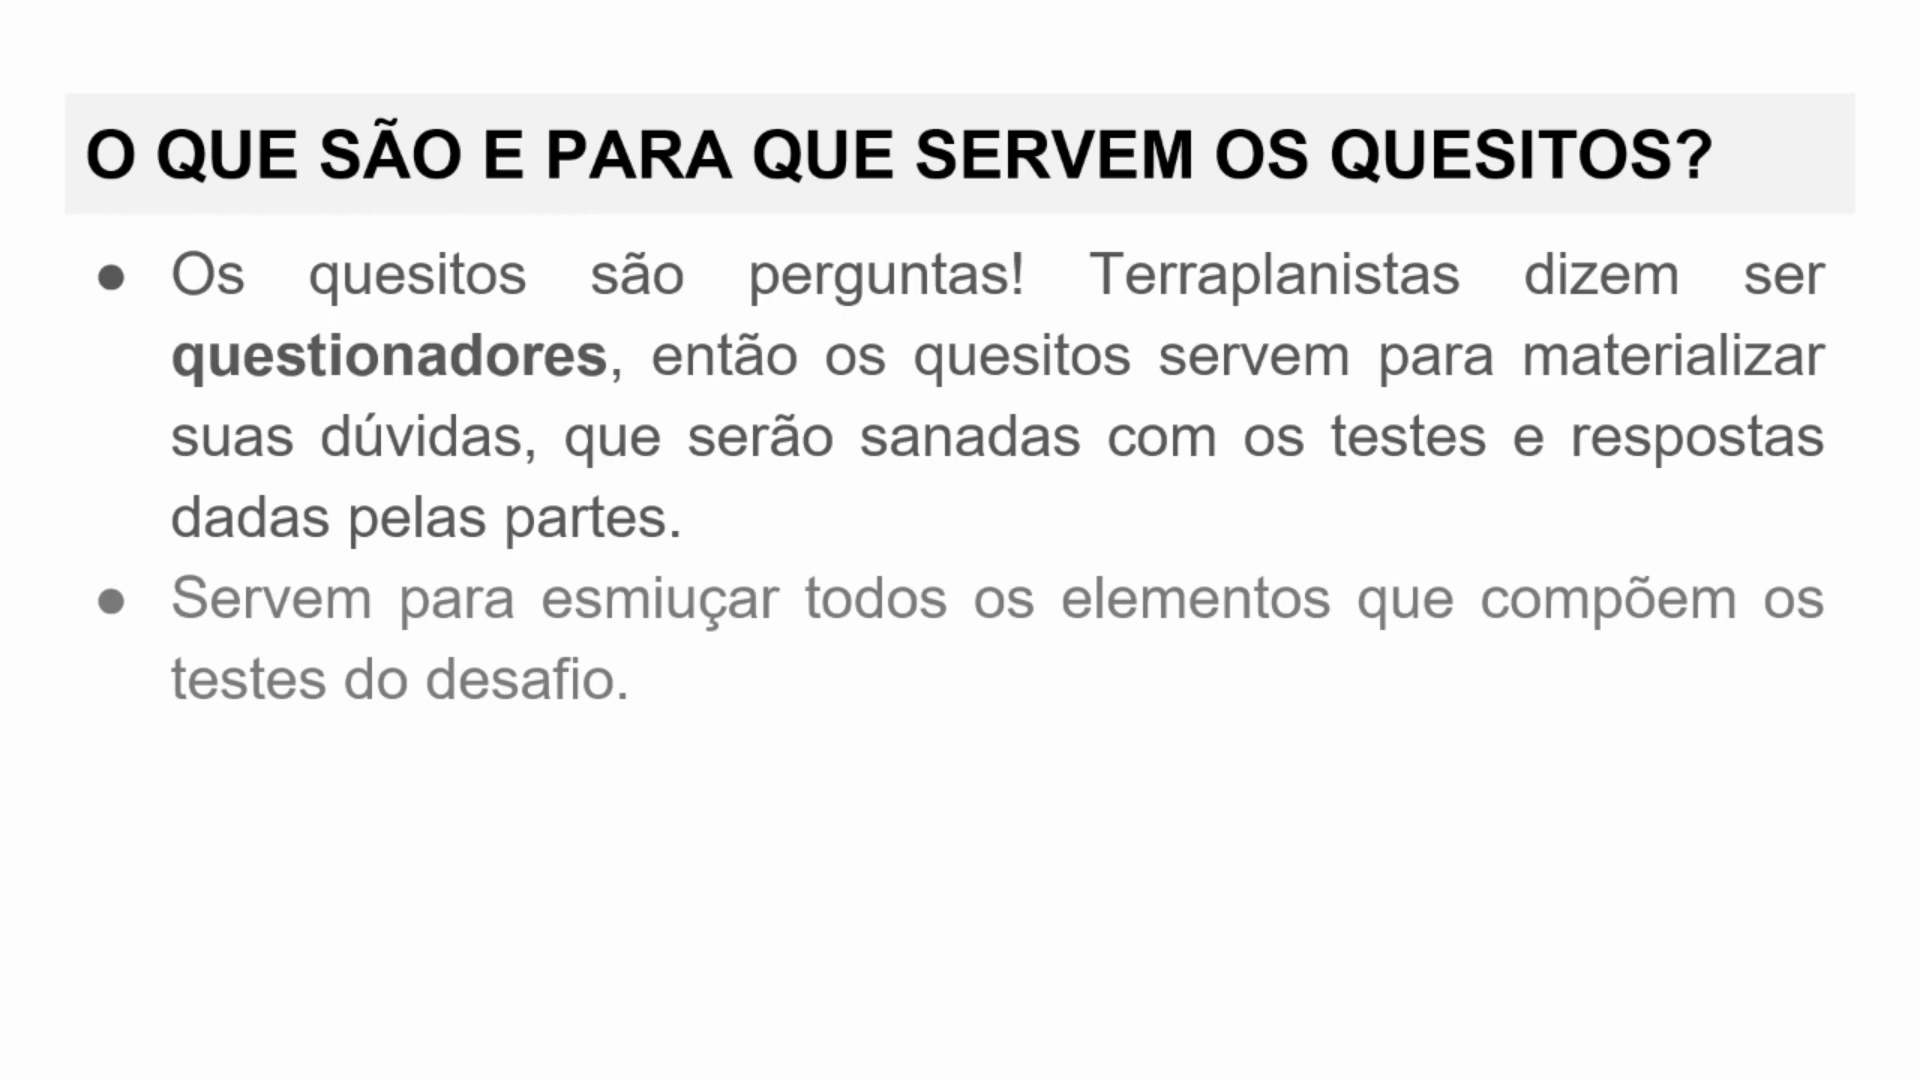 O QUE SÃO E PARA QUE SERVEM OS QUESITOS?
● Os quesitos são perguntas! Terraplanistas dizem ser
questionadores, então os quesitos servem para materializar
suas dúvidas, que serão sanadas com os testes e respostas
dadas pelas partes.
● Servem para esmiuçar todos os elementos que compõem os
testes do desafio.